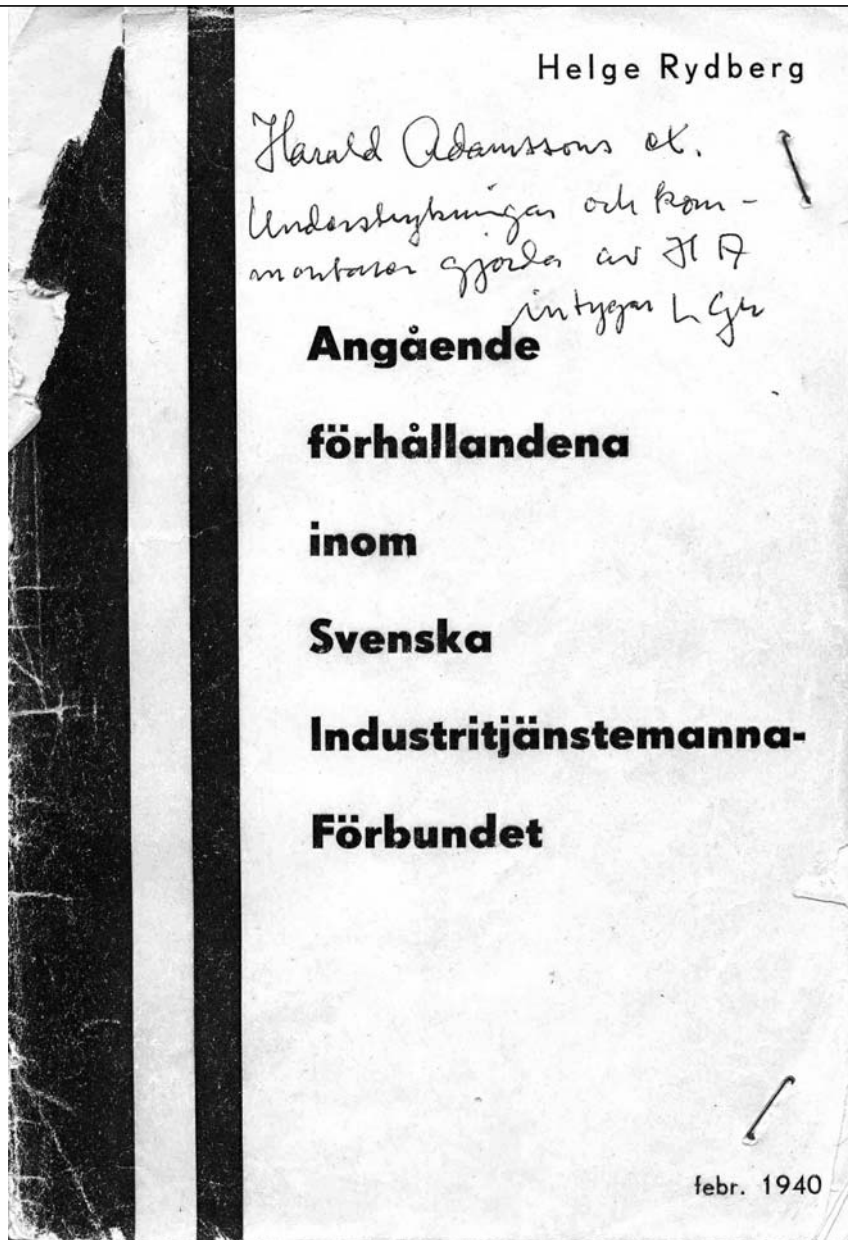 Helge Rydberg
Harald Adamssons ex.
Understrykningar och kom-
mentarer gjorda av H A
intygar L
Angående
förhållandena
inom
Svenska
Industritjänstemanna-
Förbundet
febr. 1940